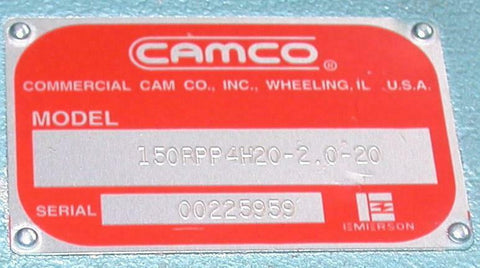 CAMCO®
COMMERCIAL CAM CO., INC., WHEELING, IL U.S.A.
MODEL
150RPP4H20-2.0-20
SERIAL 00225959
EMERSON